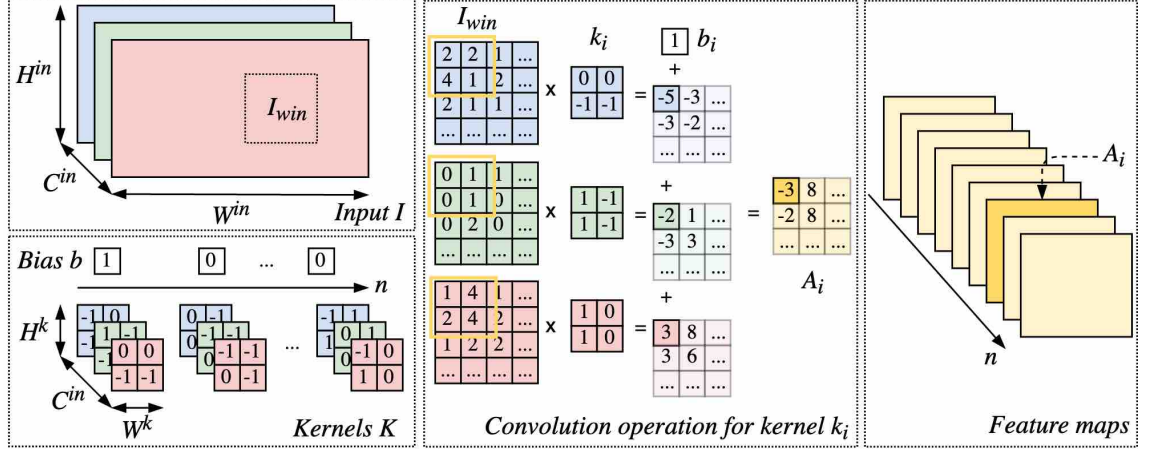 H^in
I_win
C^in
W^in
Input I
Bias b 1 0 ... 0
n
H^k
-1 0 0 -1 -1 1
-1 1 -1 0 -1 -1 1 0 1
-1 0 0 0 -1 -1 ... 0 -1 0
-1 -1 0 -1 1 0
C^in
W^k
Kernels K
I_win
k_i
1 b_i
+
2 2 1 ...
4 1 2 ...
2 1 1 ...
... ... ... ...
x
0 0
-1 -1
=
-5 -3 ...
-3 -2 ...
... ... ...
+
0 1 1 ...
0 1 0 ...
0 2 0 ...
... ... ... ...
x
1 -1
1 -1
=
-2 1 ...
-3 3 ...
... ... ...
+
1 4 1 ...
2 4 2 ...
1 2 2 ...
... ... ... ...
x
1 0
1 0
=
3 8 ...
3 6 ...
... ... ...
=
-3 8 ...
-2 8 ...
... ... ...
A_i
Convolution operation for kernel k_i
A_i
n
Feature maps